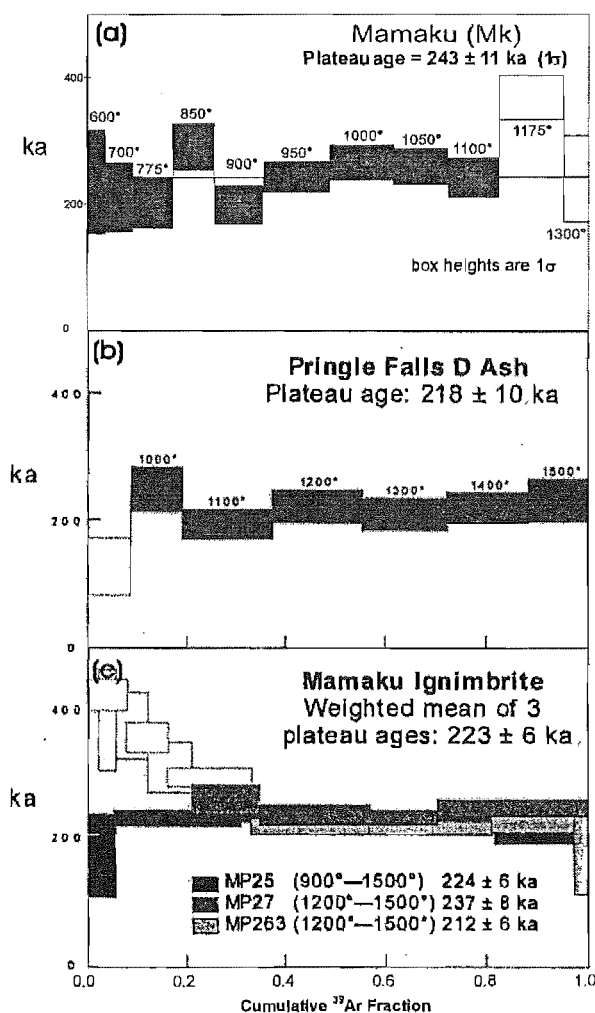 (a)
Mamaku (Mk)
Plateau age = 243 ± 11 ka (1σ)
400
600°
850°
700°
775°
900°
950°
1000°
1050°
1100°
1175°
ka
200
1300°
box heights are 1σ
0
(b)
Pringle Falls D Ash
Plateau age: 218 ± 10 ka
400
1000°
1100°
1200°
1300°
1400°
1500°
ka
200
0
(c)
Mamaku Ignimbrite
Weighted mean of 3
plateau ages: 223 ± 6 ka
400
ka
200
MP25 (900°—1500°) 224 ± 6 ka
MP27 (1200°—1500°) 237 ± 8 ka
MP263 (1200°—1500°) 212 ± 6 ka
0
0.0 0.2 0.4 0.6 0.8 1.0
Cumulative ³⁹Ar Fraction